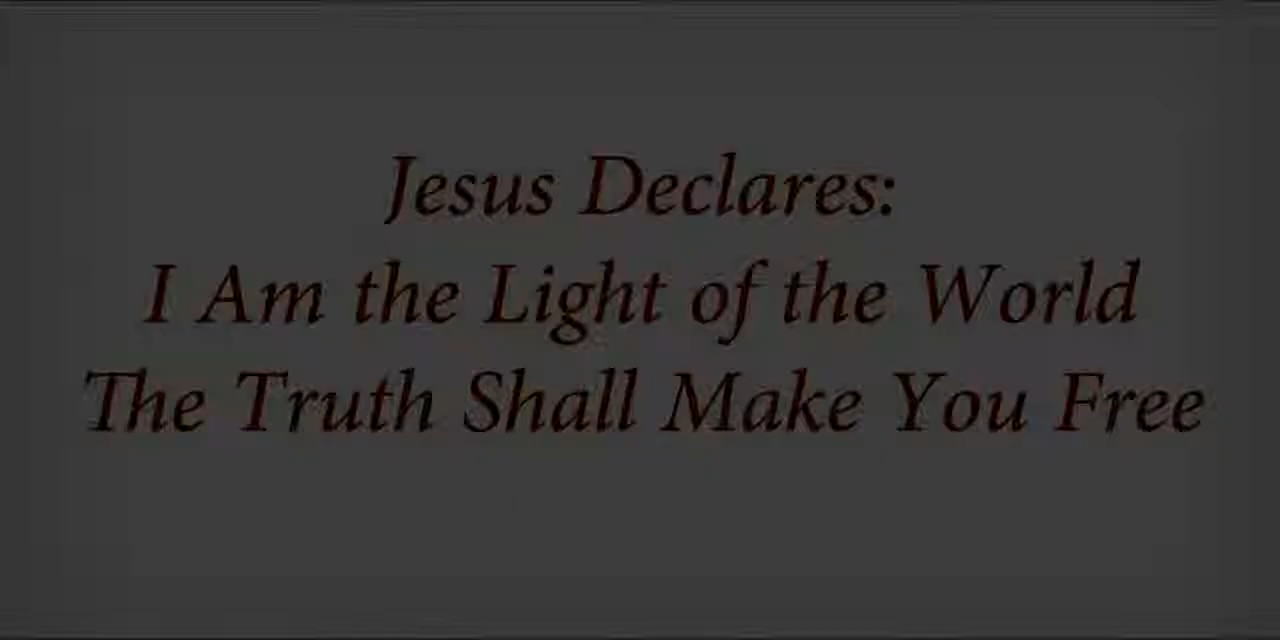 Jesus Declares:
I Am the Light of the World
The Truth Shall Make You Free